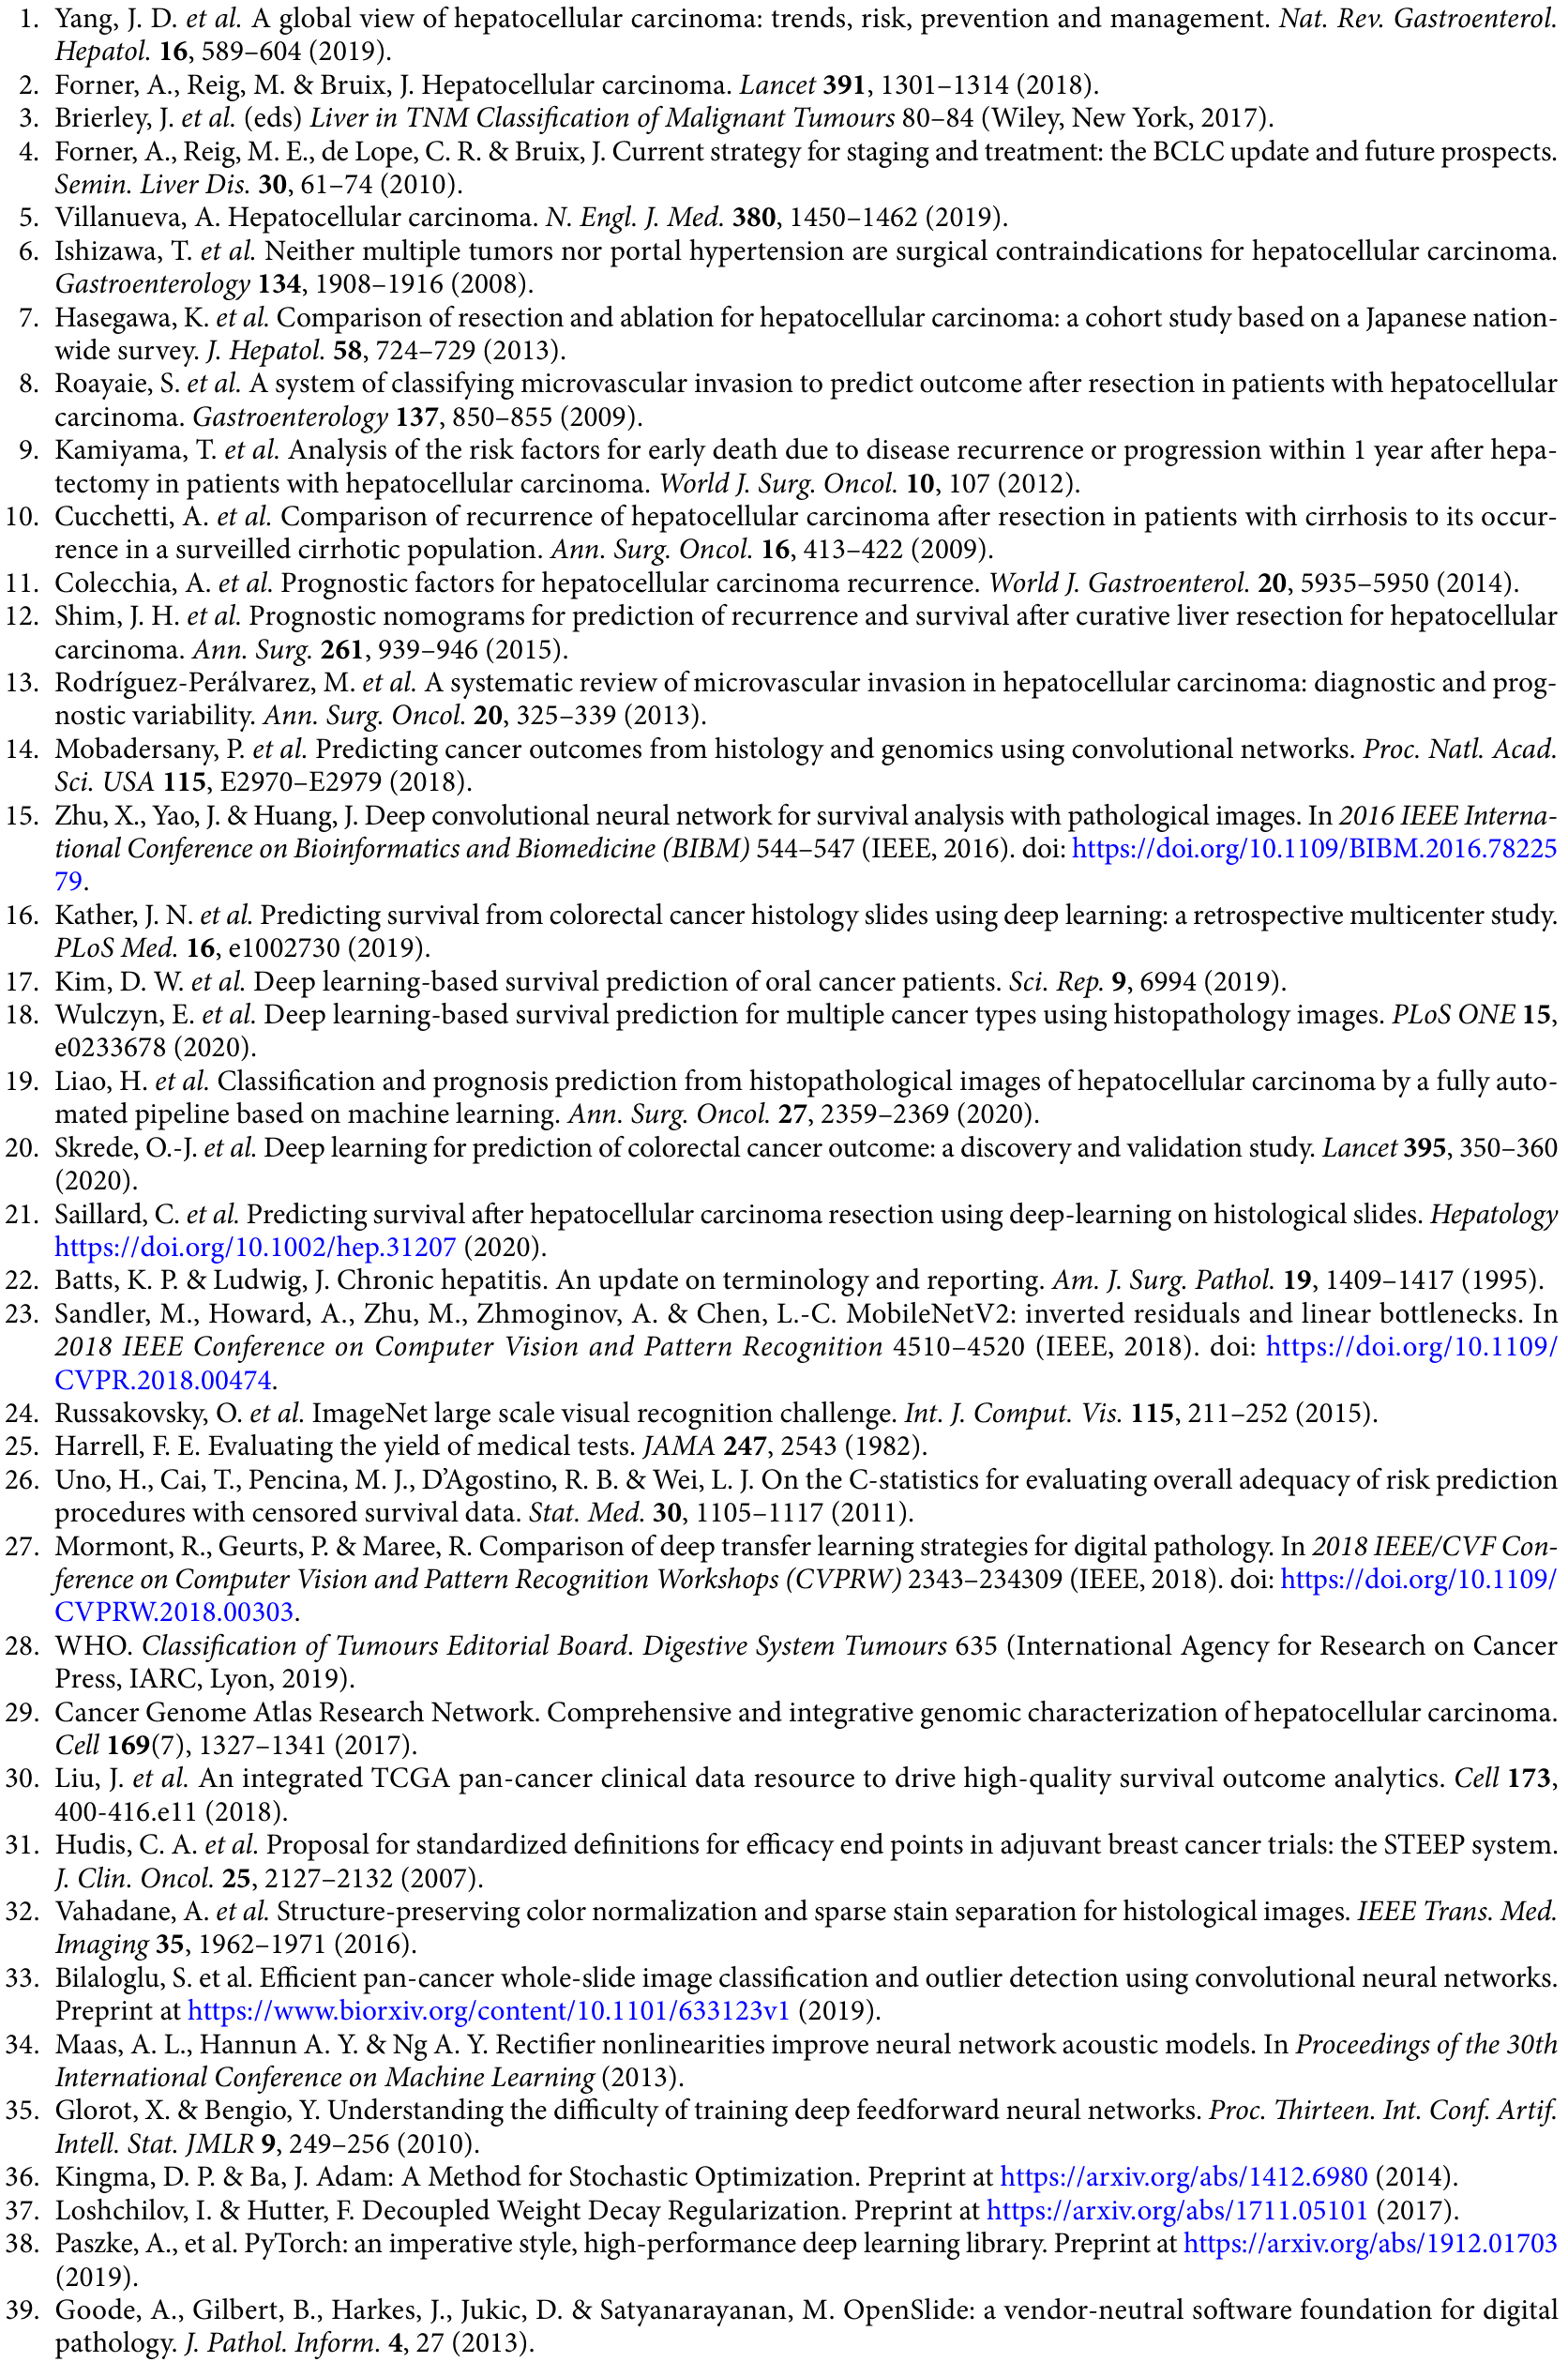 1. Yang, J. D. et al. A global view of hepatocellular carcinoma: trends, risk, prevention and management. Nat. Rev. Gastroenterol.
Hepatol. 16, 589–604 (2019).
2. Forner, A., Reig, M. & Bruix, J. Hepatocellular carcinoma. Lancet 391, 1301–1314 (2018).
3. Brierley, J. et al. (eds) Liver in TNM Classification of Malignant Tumours 80–84 (Wiley, New York, 2017).
4. Forner, A., Reig, M. E., de Lope, C. R. & Bruix, J. Current strategy for staging and treatment: the BCLC update and future prospects.
Semin. Liver Dis. 30, 61–74 (2010).
5. Villanueva, A. Hepatocellular carcinoma. N. Engl. J. Med. 380, 1450–1462 (2019).
6. Ishizawa, T. et al. Neither multiple tumors nor portal hypertension are surgical contraindications for hepatocellular carcinoma.
Gastroenterology 134, 1908–1916 (2008).
7. Hasegawa, K. et al. Comparison of resection and ablation for hepatocellular carcinoma: a cohort study based on a Japanese nation-
wide survey. J. Hepatol. 58, 724–729 (2013).
8. Roayaie, S. et al. A system of classifying microvascular invasion to predict outcome after resection in patients with hepatocellular
carcinoma. Gastroenterology 137, 850–855 (2009).
9. Kamiyama, T. et al. Analysis of the risk factors for early death due to disease recurrence or progression within 1 year after hepa-
tectomy in patients with hepatocellular carcinoma. World J. Surg. Oncol. 10, 107 (2012).
10. Cucchetti, A. et al. Comparison of recurrence of hepatocellular carcinoma after resection in patients with cirrhosis to its occur-
rence in a surveilled cirrhotic population. Ann. Surg. Oncol. 16, 413–422 (2009).
11. Colecchia, A. et al. Prognostic factors for hepatocellular carcinoma recurrence. World J. Gastroenterol. 20, 5935–5950 (2014).
12. Shim, J. H. et al. Prognostic nomograms for prediction of recurrence and survival after curative liver resection for hepatocellular
carcinoma. Ann. Surg. 261, 939–946 (2015).
13. Rodríguez-Perálvarez, M. et al. A systematic review of microvascular invasion in hepatocellular carcinoma: diagnostic and prog-
nostic variability. Ann. Surg. Oncol. 20, 325–339 (2013).
14. Mobadersany, P. et al. Predicting cancer outcomes from histology and genomics using convolutional networks. Proc. Natl. Acad.
Sci. USA 115, E2970–E2979 (2018).
15. Zhu, X., Yao, J. & Huang, J. Deep convolutional neural network for survival analysis with pathological images. In 2016 IEEE Interna-
tional Conference on Bioinformatics and Biomedicine (BIBM) 544–547 (IEEE, 2016). doi: https://doi.org/10.1109/BIBM.2016.78225
79.
16. Kather, J. N. et al. Predicting survival from colorectal cancer histology slides using deep learning: a retrospective multicenter study.
PLoS Med. 16, e1002730 (2019).
17. Kim, D. W. et al. Deep learning-based survival prediction of oral cancer patients. Sci. Rep. 9, 6994 (2019).
18. Wulczyn, E. et al. Deep learning-based survival prediction for multiple cancer types using histopathology images. PLoS ONE 15,
e0233678 (2020).
19. Liao, H. et al. Classification and prognosis prediction from histopathological images of hepatocellular carcinoma by a fully auto-
mated pipeline based on machine learning. Ann. Surg. Oncol. 27, 2359–2369 (2020).
20. Skrede, O.-J. et al. Deep learning for prediction of colorectal cancer outcome: a discovery and validation study. Lancet 395, 350–360
(2020).
21. Saillard, C. et al. Predicting survival after hepatocellular carcinoma resection using deep-learning on histological slides. Hepatology
https://doi.org/10.1002/hep.31207 (2020).
22. Batts, K. P. & Ludwig, J. Chronic hepatitis. An update on terminology and reporting. Am. J. Surg. Pathol. 19, 1409–1417 (1995).
23. Sandler, M., Howard, A., Zhu, M., Zhmoginov, A. & Chen, L.-C. MobileNetV2: inverted residuals and linear bottlenecks. In
2018 IEEE Conference on Computer Vision and Pattern Recognition 4510–4520 (IEEE, 2018). doi: https://doi.org/10.1109/
CVPR.2018.00474.
24. Russakovsky, O. et al. ImageNet large scale visual recognition challenge. Int. J. Comput. Vis. 115, 211–252 (2015).
25. Harrell, F. E. Evaluating the yield of medical tests. JAMA 247, 2543 (1982).
26. Uno, H., Cai, T., Pencina, M. J., D’Agostino, R. B. & Wei, L. J. On the C-statistics for evaluating overall adequacy of risk prediction
procedures with censored survival data. Stat. Med. 30, 1105–1117 (2011).
27. Mormont, R., Geurts, P. & Maree, R. Comparison of deep transfer learning strategies for digital pathology. In 2018 IEEE/CVF Con-
ference on Computer Vision and Pattern Recognition Workshops (CVPRW) 2343–234309 (IEEE, 2018). doi: https://doi.org/10.1109/
CVPRW.2018.00303.
28. WHO. Classification of Tumours Editorial Board. Digestive System Tumours 635 (International Agency for Research on Cancer
Press, IARC, Lyon, 2019).
29. Cancer Genome Atlas Research Network. Comprehensive and integrative genomic characterization of hepatocellular carcinoma.
Cell 169(7), 1327–1341 (2017).
30. Liu, J. et al. An integrated TCGA pan-cancer clinical data resource to drive high-quality survival outcome analytics. Cell 173,
400-416.e11 (2018).
31. Hudis, C. A. et al. Proposal for standardized definitions for efficacy end points in adjuvant breast cancer trials: the STEEP system.
J. Clin. Oncol. 25, 2127–2132 (2007).
32. Vahadane, A. et al. Structure-preserving color normalization and sparse stain separation for histological images. IEEE Trans. Med.
Imaging 35, 1962–1971 (2016).
33. Bilaloglu, S. et al. Efficient pan-cancer whole-slide image classification and outlier detection using convolutional neural networks.
Preprint at https://www.biorxiv.org/content/10.1101/633123v1 (2019).
34. Maas, A. L., Hannun A. Y. & Ng A. Y. Rectifier nonlinearities improve neural network acoustic models. In Proceedings of the 30th
International Conference on Machine Learning (2013).
35. Glorot, X. & Bengio, Y. Understanding the difficulty of training deep feedforward neural networks. Proc. Thirteen. Int. Conf. Artif.
Intell. Stat. JMLR 9, 249–256 (2010).
36. Kingma, D. P. & Ba, J. Adam: A Method for Stochastic Optimization. Preprint at https://arxiv.org/abs/1412.6980 (2014).
37. Loshchilov, I. & Hutter, F. Decoupled Weight Decay Regularization. Preprint at https://arxiv.org/abs/1711.05101 (2017).
38. Paszke, A., et al. PyTorch: an imperative style, high-performance deep learning library. Preprint at https://arxiv.org/abs/1912.01703
(2019).
39. Goode, A., Gilbert, B., Harkes, J., Jukic, D. & Satyanarayanan, M. OpenSlide: a vendor-neutral software foundation for digital
pathology. J. Pathol. Inform. 4, 27 (2013).